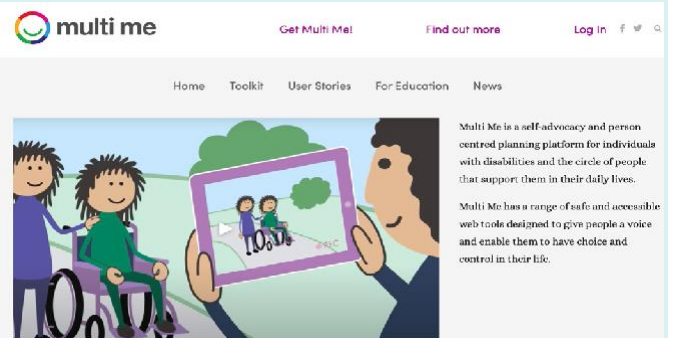 multi me
Get Multi Me!
Find out more
Log In
Home
Toolkit
User Stories
For Education
News
Multi Me is a self-advocacy and person
centred planning platform for individuals
with disabilities and the circle of people
that support them in their daily lives.
Multi Me has a range of safe and accessible
web tools designed to give people a voice
and enable them to have choice and
control in their life.